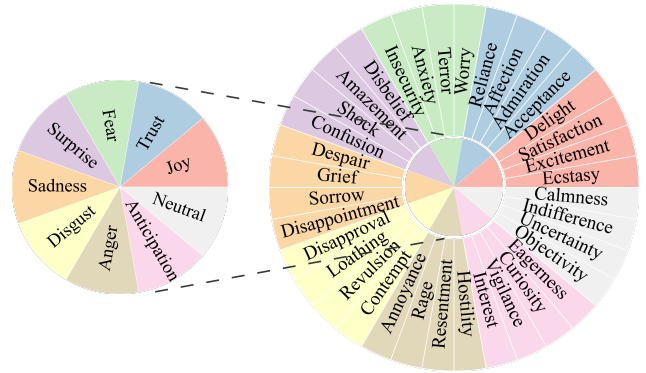 Fear
Trust
Joy
Neutral
Anticipation
Anger
Disgust
Sadness
Surprise
Insecurity
Anxiety
Terror
Worry
Reliance
Affection
Admiration
Acceptance
Delight
Satisfaction
Excitement
Ecstasy
Calmness
Indifference
Uncertainty
Objectivity
Eagerness
Curiosity
Vigilance
Interest
Hostility
Resentment
Rage
Annoyance
Contempt
Revulsion
Loathing
Disapproval
Disappointment
Sorrow
Grief
Despair
Confusion
Shock
Amazement
Disbelief